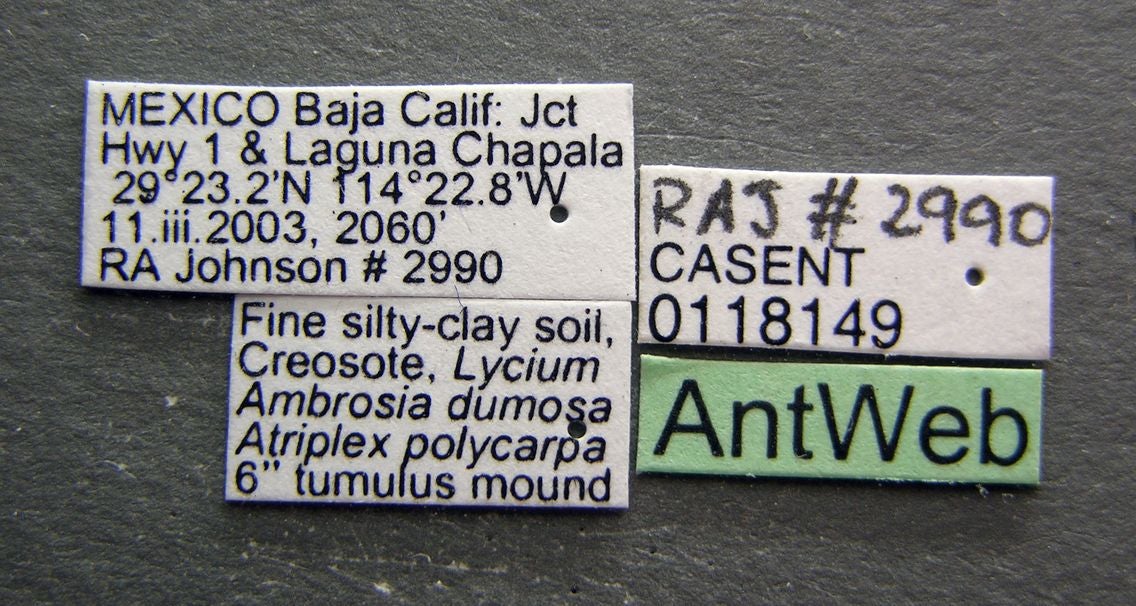 MEXICO Baja Calif: Jct
Hwy 1 & Laguna Chapala
29°23.2'N 114°22.8'W
11.iii.2003, 2060'
RA Johnson # 2990
Fine silty-clay soil,
Creosote, Lycium
Ambrosia dumosa
Atriplex polycarpa
6" tumulus mound
RAJ # 2990
CASENT
0118149
AntWeb